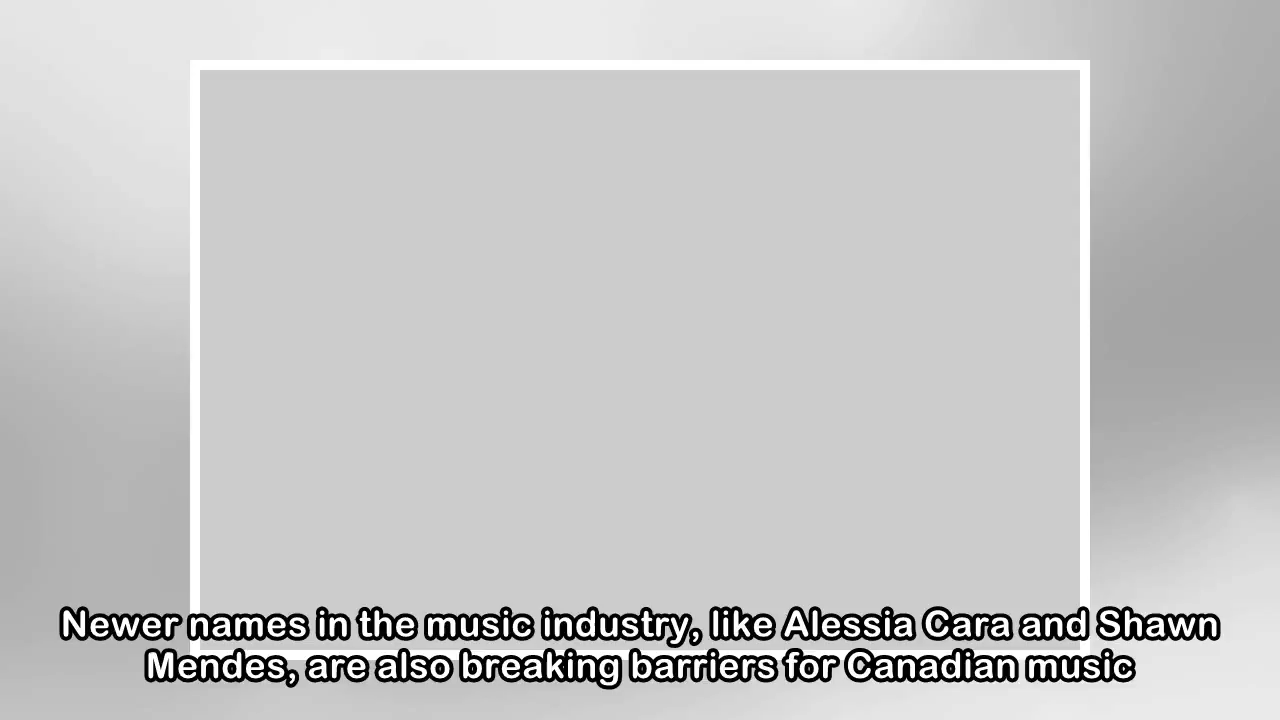 Newer names in the music industry, like Alessia Cara and Shawn
Mendes, are also breaking barriers for Canadian music